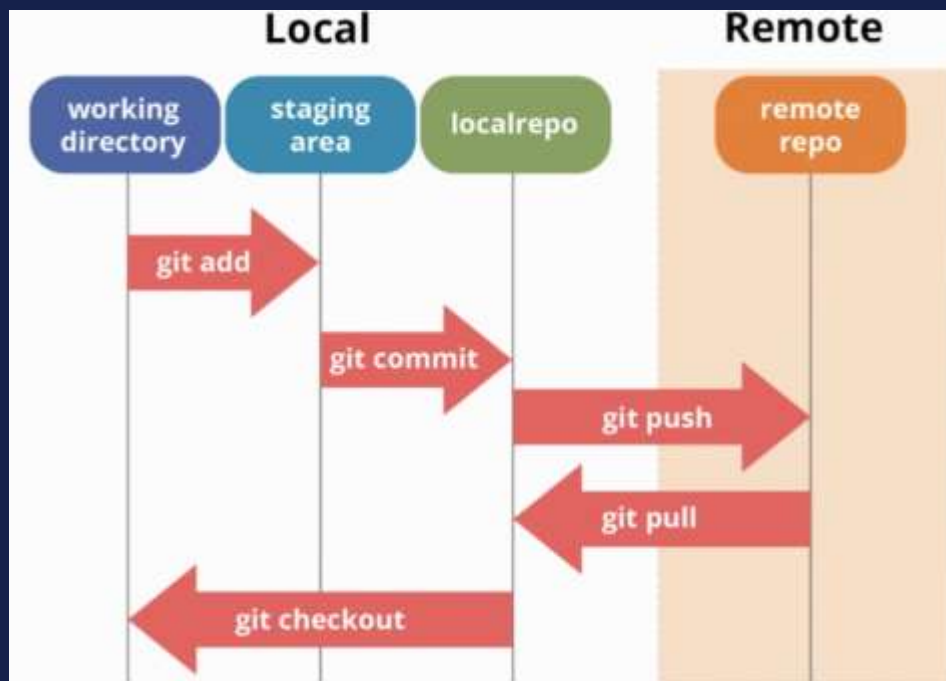 Local
Remote
working
directory
staging
area
localrepo
remote
repo
git add
git commit
git push
git pull
git checkout